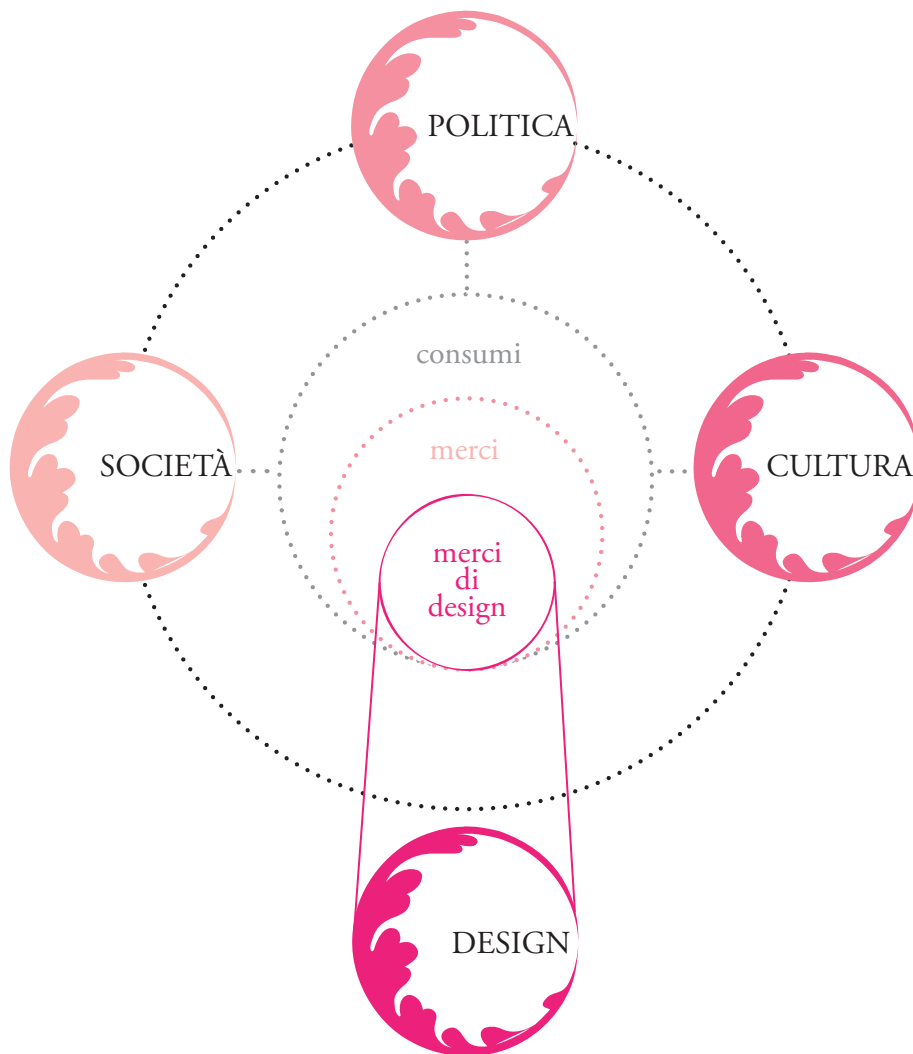 POLITICA
consumi
merci
SOCIETÀ
CULTURA
merci
di
design
DESIGN